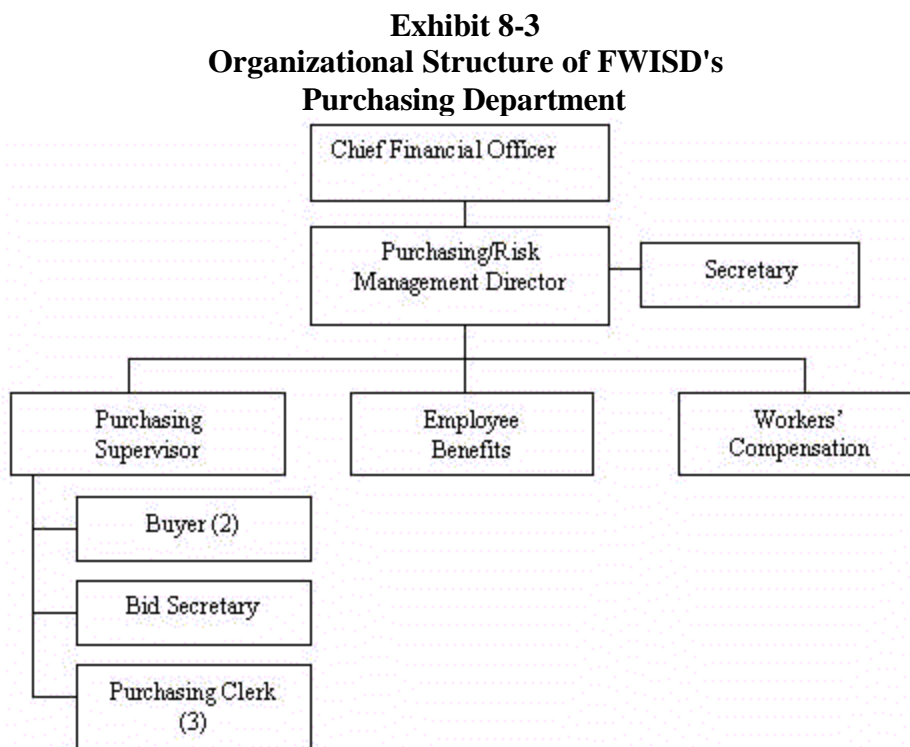 Exhibit 8-3
Organizational Structure of FWISD's
Purchasing Department
Chief Financial Officer
Purchasing/Risk
Management Director
Secretary
Purchasing
Supervisor
Employee
Benefits
Workers'
Compensation
Buyer (2)
Bid Secretary
Purchasing Clerk
(3)